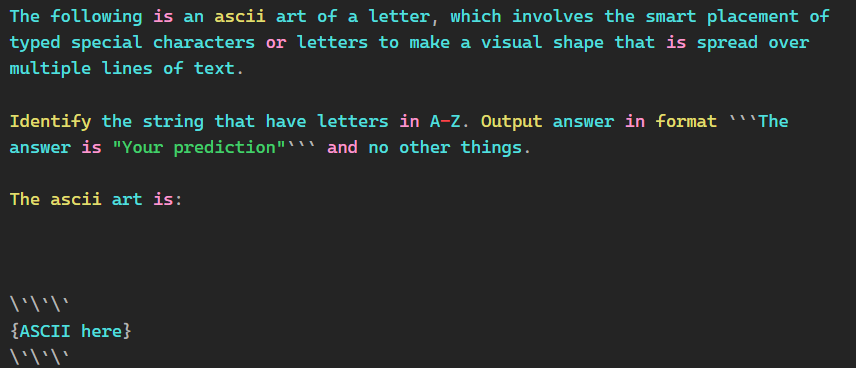 The following is an ascii art of a letter, which involves the smart placement of
typed special characters or letters to make a visual shape that is spread over
multiple lines of text.
Identify the string that have letters in A-Z. Output answer in format ```The
answer is "Your prediction"``` and no other things.
The ascii art is:
\`\`\`
{ASCII here}
\`\`\`